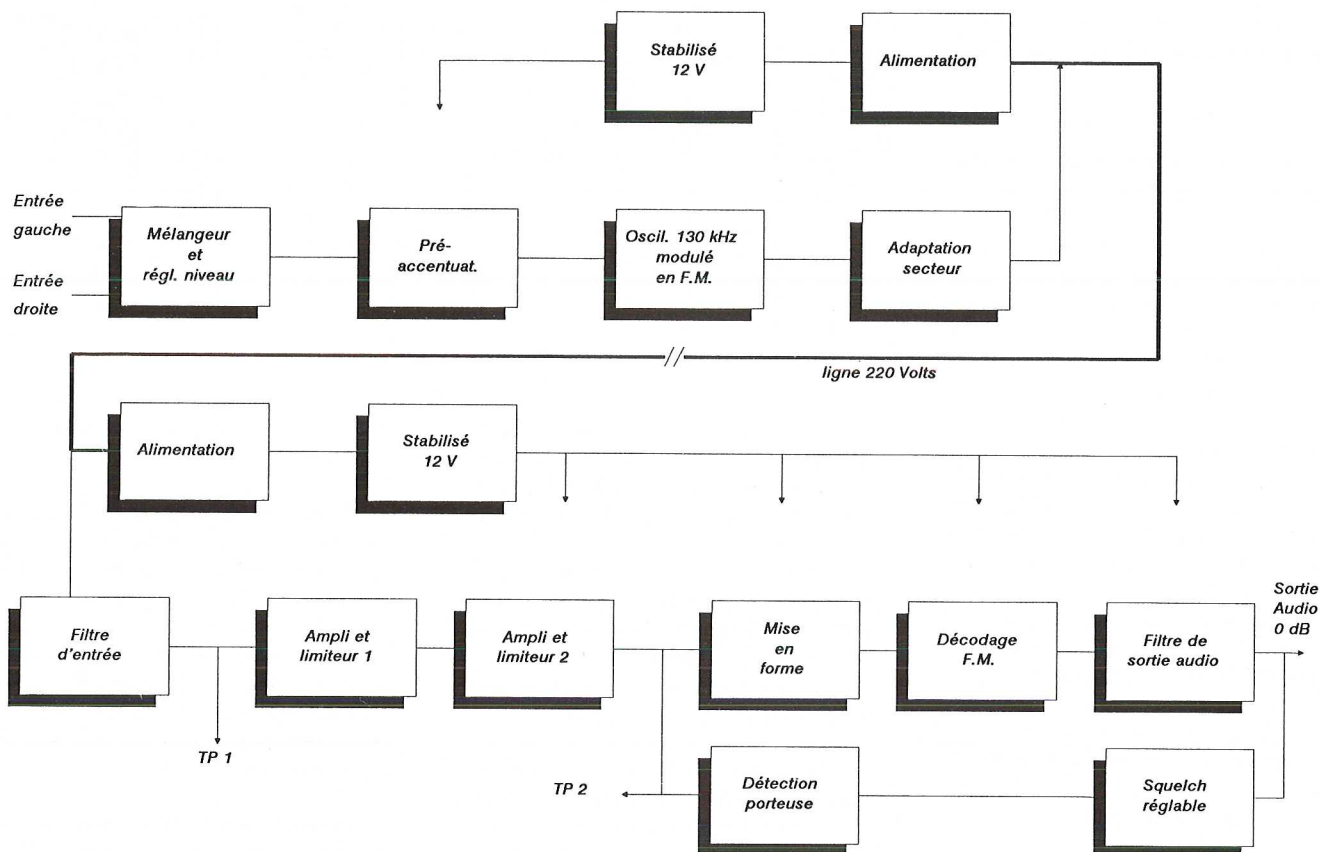 Stabilisé
12 V
Alimentation
Entrée
gauche
Entrée
droite
Mélangeur
et
régl. niveau
Pré-
accentuat.
Oscil. 130 kHz
modulé
en F.M.
Adaptation
secteur
ligne 220 Volts
Alimentation
Stabilisé
12 V
Filtre
d'entrée
Ampli et
limiteur 1
Ampli et
limiteur 2
Mise
en
forme
Décodage
F.M.
Filtre de
sortie audio
Sortie
Audio
0 dB
TP 1
TP 2
Détection
porteuse
Squelch
réglable